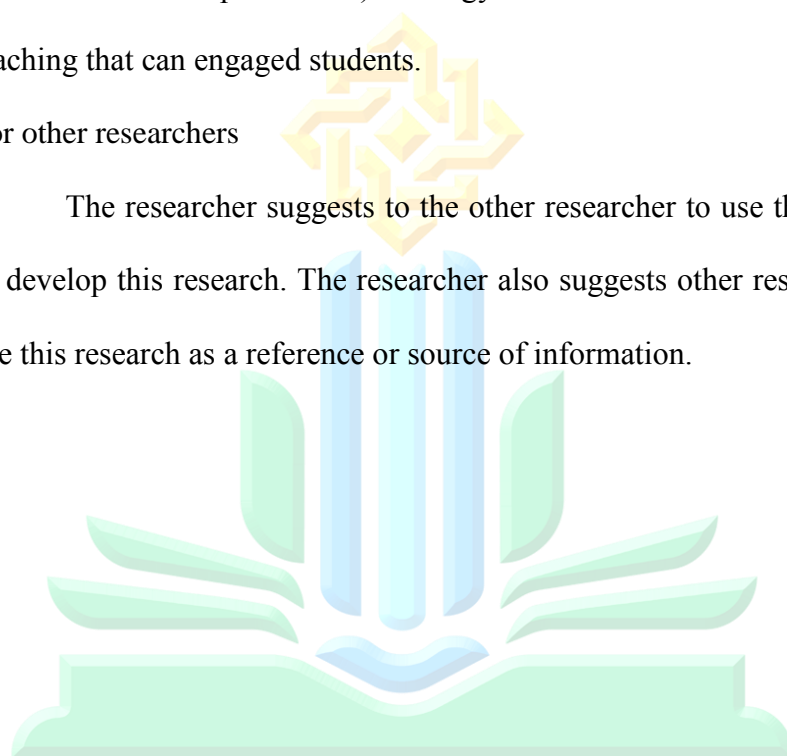 aching that can engaged students.
or other researchers
The researcher suggests to the other researcher to use th
develop this research. The researcher also suggests other res
e this research as a reference or source of information.